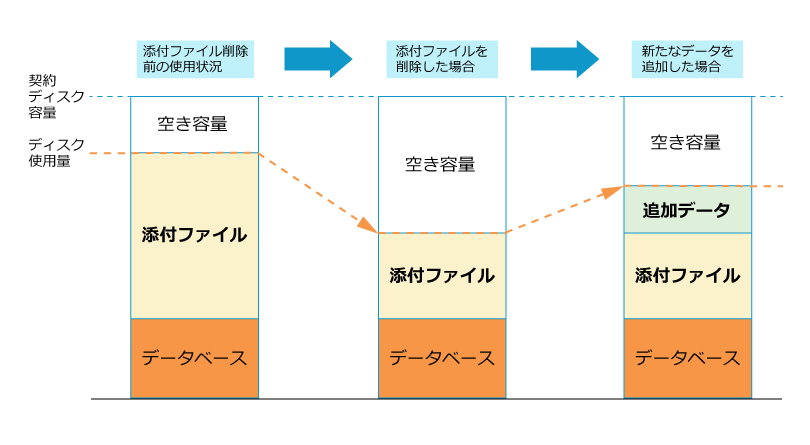 添付ファイル削除
前の使用状況
添付ファイルを
削除した場合
新たなデータを
追加した場合
契約
ディスク
容量
ディスク
使用量
空き容量
添付ファイル
データベース
空き容量
添付ファイル
データベース
空き容量
追加データ
添付ファイル
データベース